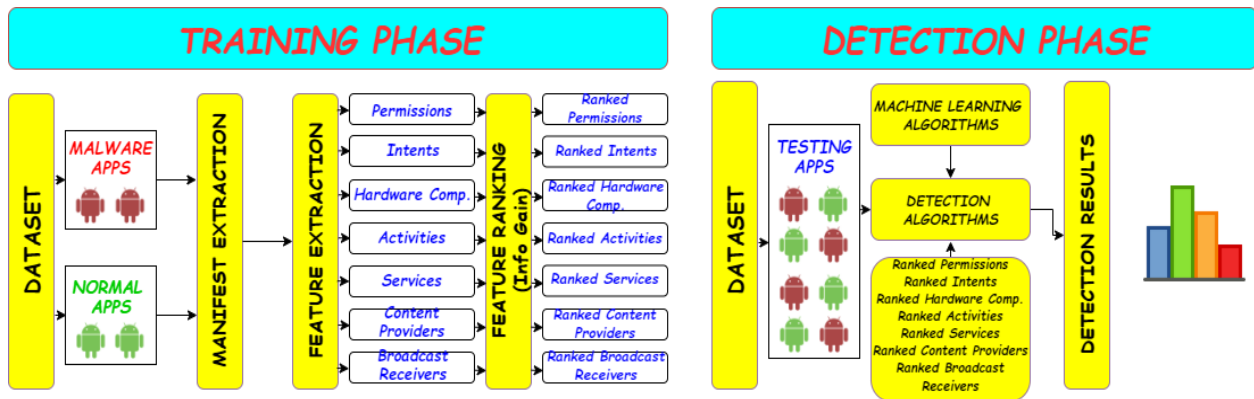 TRAINING PHASE
DATASET
MALWARE
APPS
NORMAL
APPS
MANIFEST EXTRACTION
FEATURE EXTRACTION
Permissions
Intents
Hardware Comp.
Activities
Services
Content
Providers
Broadcast
Receivers
FEATURE RANKING
(Info Gain)
Ranked
Permissions
Ranked Intents
Ranked Hardware
Comp.
Ranked Activities
Ranked Services
Ranked Content
Providers
Ranked Broadcast
Receivers
DETECTION PHASE
DATASET
TESTING
APPS
MACHINE LEARNING
ALGORITHMS
DETECTION
ALGORITHMS
Ranked Permissions
Ranked Intents
Ranked Hardware Comp.
Ranked Activities
Ranked Services
Ranked Content Providers
Ranked Broadcast
Receivers
DETECTION RESULTS